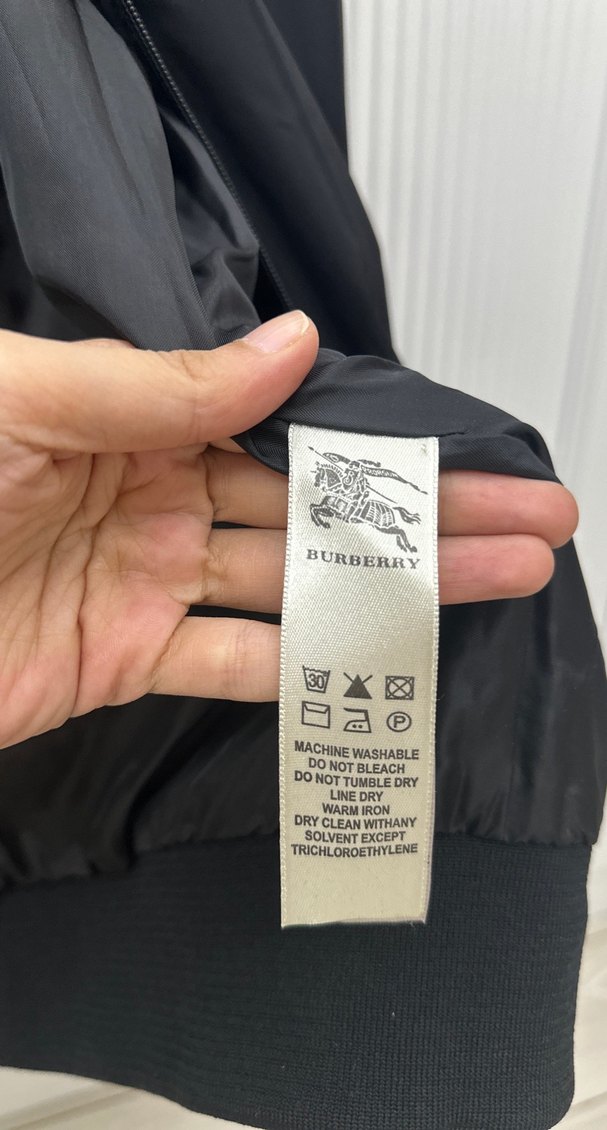 BURBERRY
30
P
MACHINE WASHABLE
DO NOT BLEACH
DO NOT TUMBLE DRY
LINE DRY
WARM IRON
DRY CLEAN WITHANY
SOLVENT EXCEPT
TRICHLOROETHYLENE